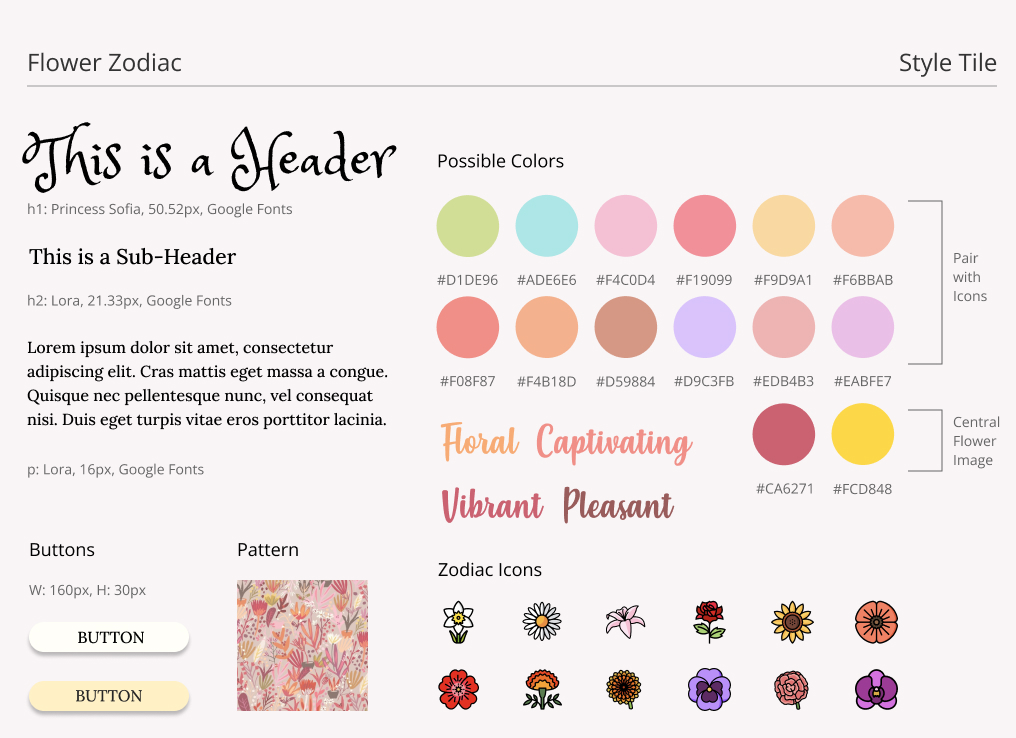 Flower Zodiac
Style Tile
This is a Header
h1: Princess Sofia, 50.52px, Google Fonts
This is a Sub-Header
h2: Lora, 21.33px, Google Fonts
Lorem ipsum dolor sit amet, consectetur
adipiscing elit. Cras mattis eget massa a congue.
Quisque nec pellentesque nunc, vel consequat
nisi. Duis eget turpis vitae eros porttitor lacinia.
p: Lora, 16px, Google Fonts
Possible Colors
#D1DE96 #ADE6E6 #F4C0D4 #F19099 #F9D9A1 #F6BBAB
#F08F87 #F4B18D #D59884 #D9C3FB #EDB4B3 #EABFE7
Pair
with
Icons
#CA6271 #FCD848
Central
Flower
Image
Floral Captivating
Vibrant Pleasant
Buttons
W: 160px, H: 30px
BUTTON
BUTTON
Pattern
Zodiac Icons